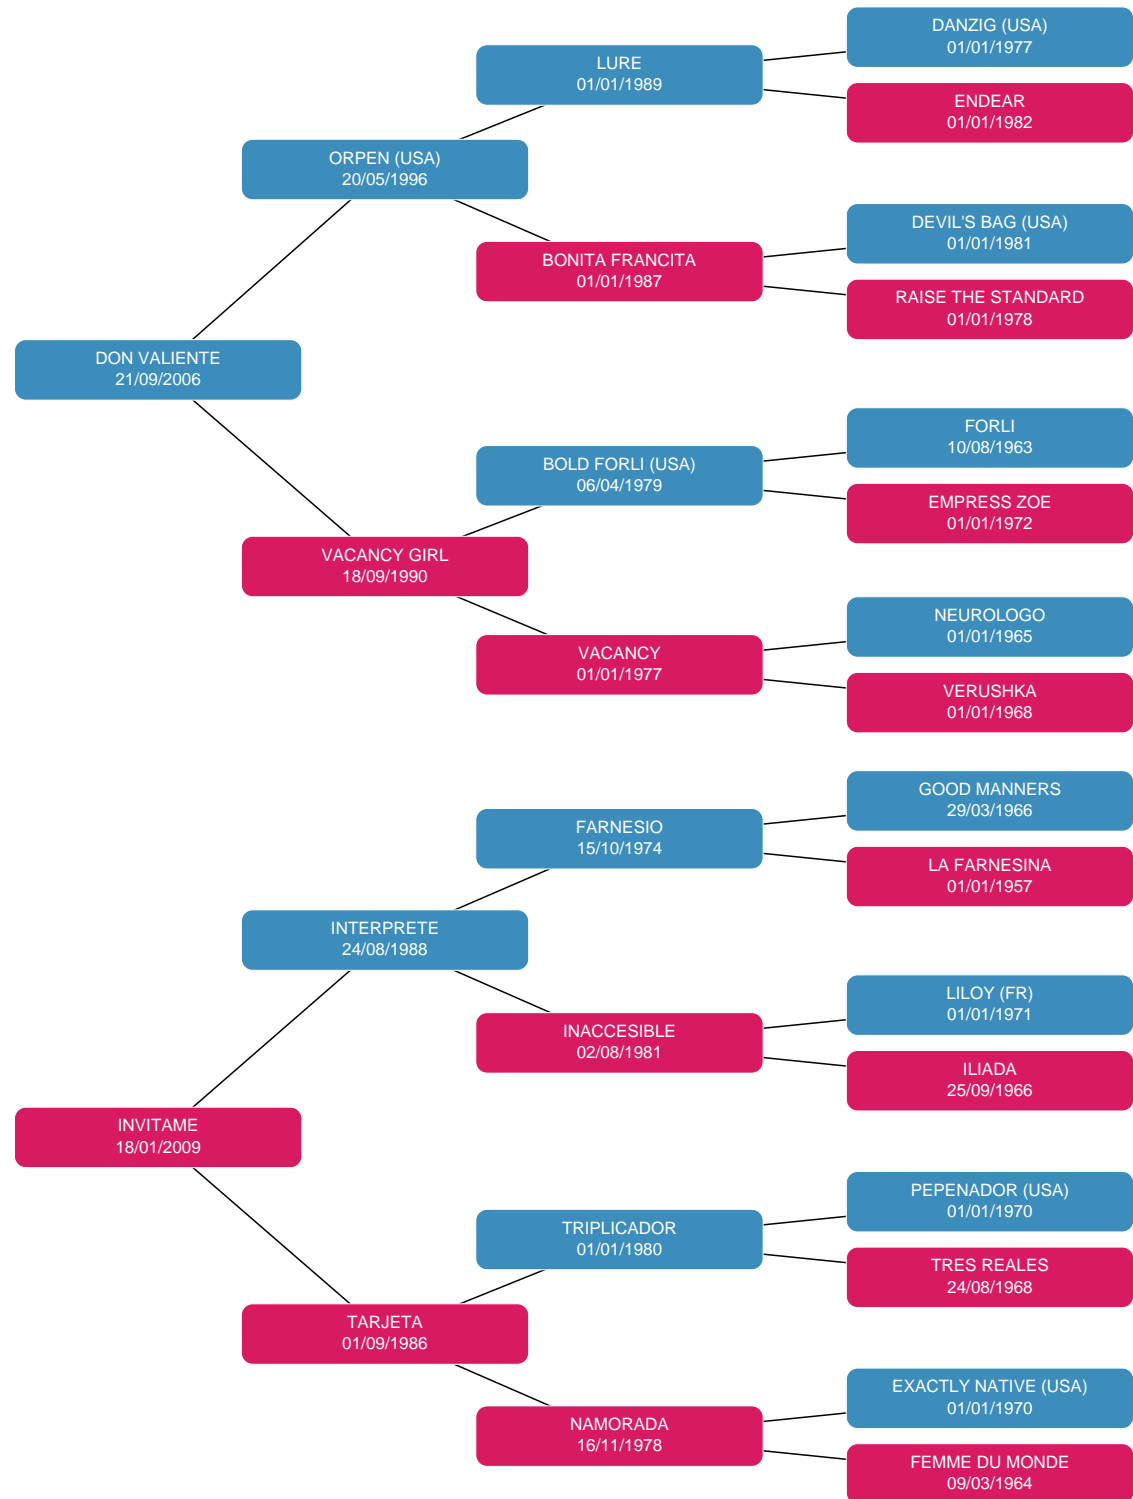 DANZIG (USA)
01/01/1977
LURE
01/01/1989
ENDEAR
01/01/1982
ORPEN (USA)
20/05/1996
DEVIL'S BAG (USA)
01/01/1981
BONITA FRANCITA
01/01/1987
RAISE THE STANDARD
01/01/1978
DON VALIENTE
21/09/2006
FORLI
10/08/1963
BOLD FORLI (USA)
06/04/1979
EMPRESS ZOE
01/01/1972
VACANCY GIRL
18/09/1990
NEUROLOGO
01/01/1965
VACANCY
01/01/1977
VERUSHKA
01/01/1968
GOOD MANNERS
29/03/1966
FARNESIO
15/10/1974
LA FARNESINA
01/01/1957
INTERPRETE
24/08/1988
LILOY (FR)
01/01/1971
INACCESIBLE
02/08/1981
ILIADA
25/09/1966
INVITAME
18/01/2009
PEPENADOR (USA)
01/01/1970
TRIPLICADOR
01/01/1980
TRES REALES
24/08/1968
TARJETA
01/09/1986
EXACTLY NATIVE (USA)
01/01/1970
NAMORADA
16/11/1978
FEMME DU MONDE
09/03/1964